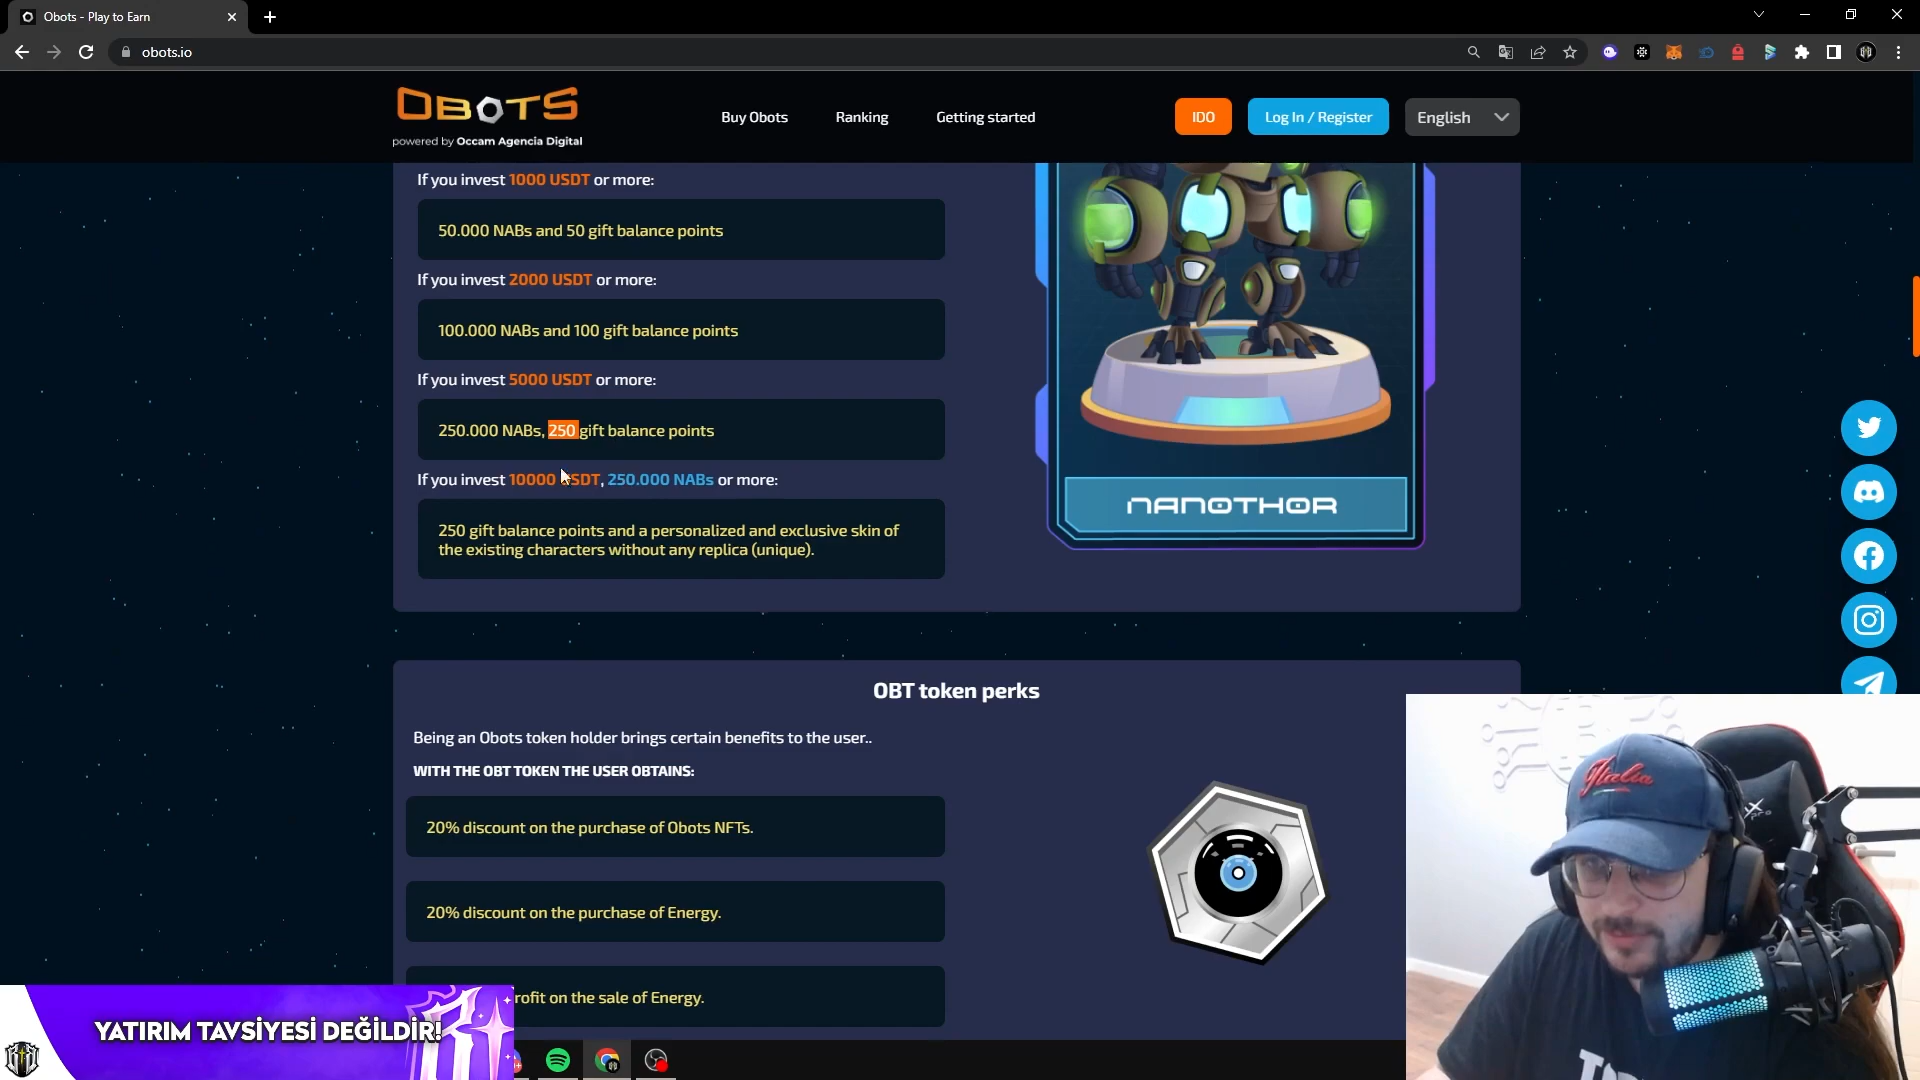 Obots - Play to Earn
obots.io
OBOTS
powered by Occam Agencia Digital
Buy Obots
Ranking
Getting started
IDO
Log In / Register
English
If you invest 1000 USDT or more:
50.000 NABs and 50 gift balance points
If you invest 2000 USDT or more:
100.000 NABs and 100 gift balance points
If you invest 5000 USDT or more:
250.000 NABs, 250 gift balance points
If you invest 10000 USDT, 250.000 NABs or more:
250 gift balance points and a personalized and exclusive skin of
the existing characters without any replica (unique).
NANOTHOR
OBT token perks
Being an Obots token holder brings certain benefits to the user..
WITH THE OBT TOKEN THE USER OBTAINS:
20% discount on the purchase of Obots NFTs.
20% discount on the purchase of Energy.
rofit on the sale of Energy.
YATIRIM TAVSİYESİ DEĞİLDİR!
Italia
pro